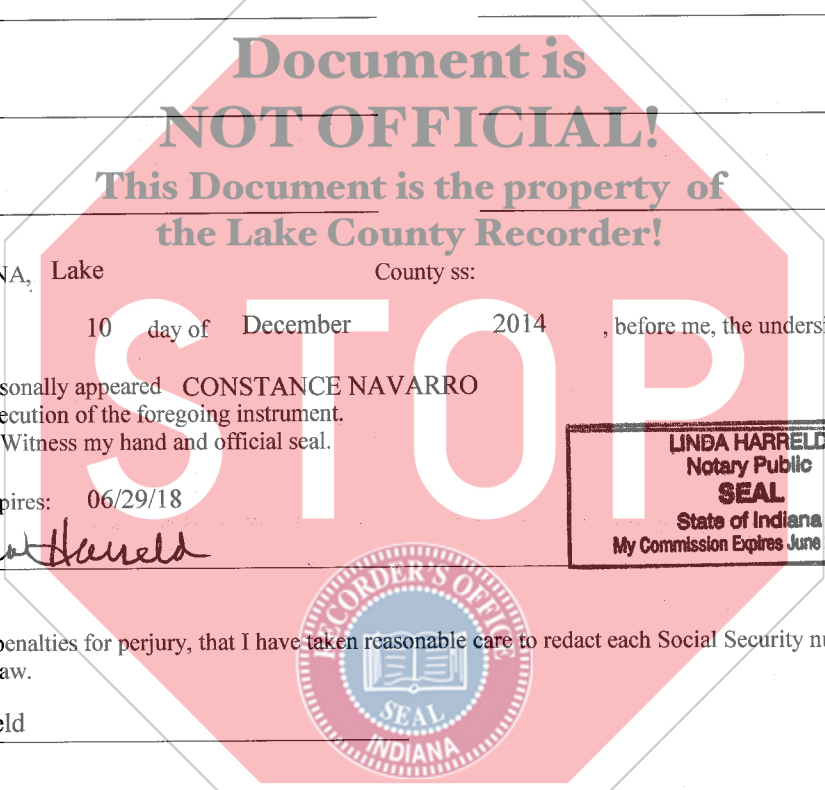 Document is
NOT OFFICIAL!
This Document is the property of
the Lake County Recorder!
NA, Lake County ss:
STOP
10 day of December 2014 , before me, the undersi
sonally appeared CONSTANCE NAVARRO
ecution of the foregoing instrument.
Witness my hand and official seal.
pires: 06/29/18
Harreld
LINDA HARRELD
Notary Public
SEAL
State of Indiana
My Commission Expires June
RECORDER'S OFFICE
SEAL
INDIANA
penalties for perjury, that I have taken reasonable care to redact each Social Security nu
aw.
eld